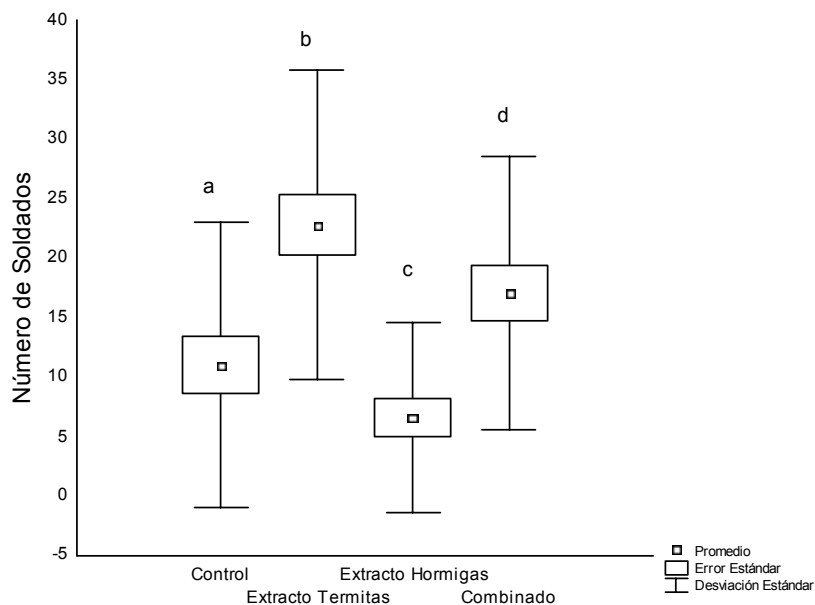 40
35
30
25
20
15
10
5
0
-5
Número de Soldados
a
b
c
d
Control
Extracto Termitas
Extracto Hormigas
Combinado
Promedio
Error Estándar
Desviación Estándar